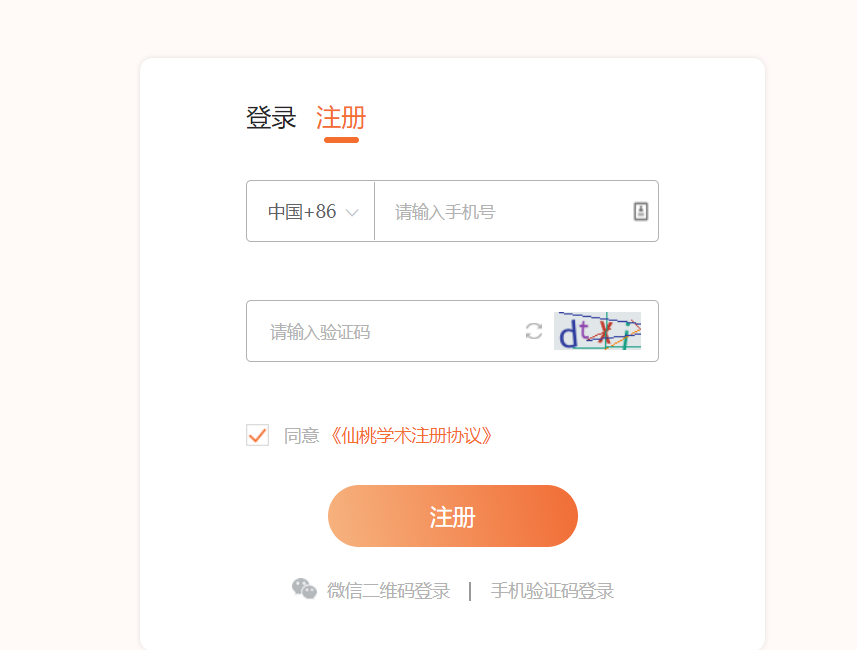 登录 注册
中国+86 请输入手机号
请输入验证码
同意 《仙桃学术注册协议》
注册
微信二维码登录 | 手机验证码登录